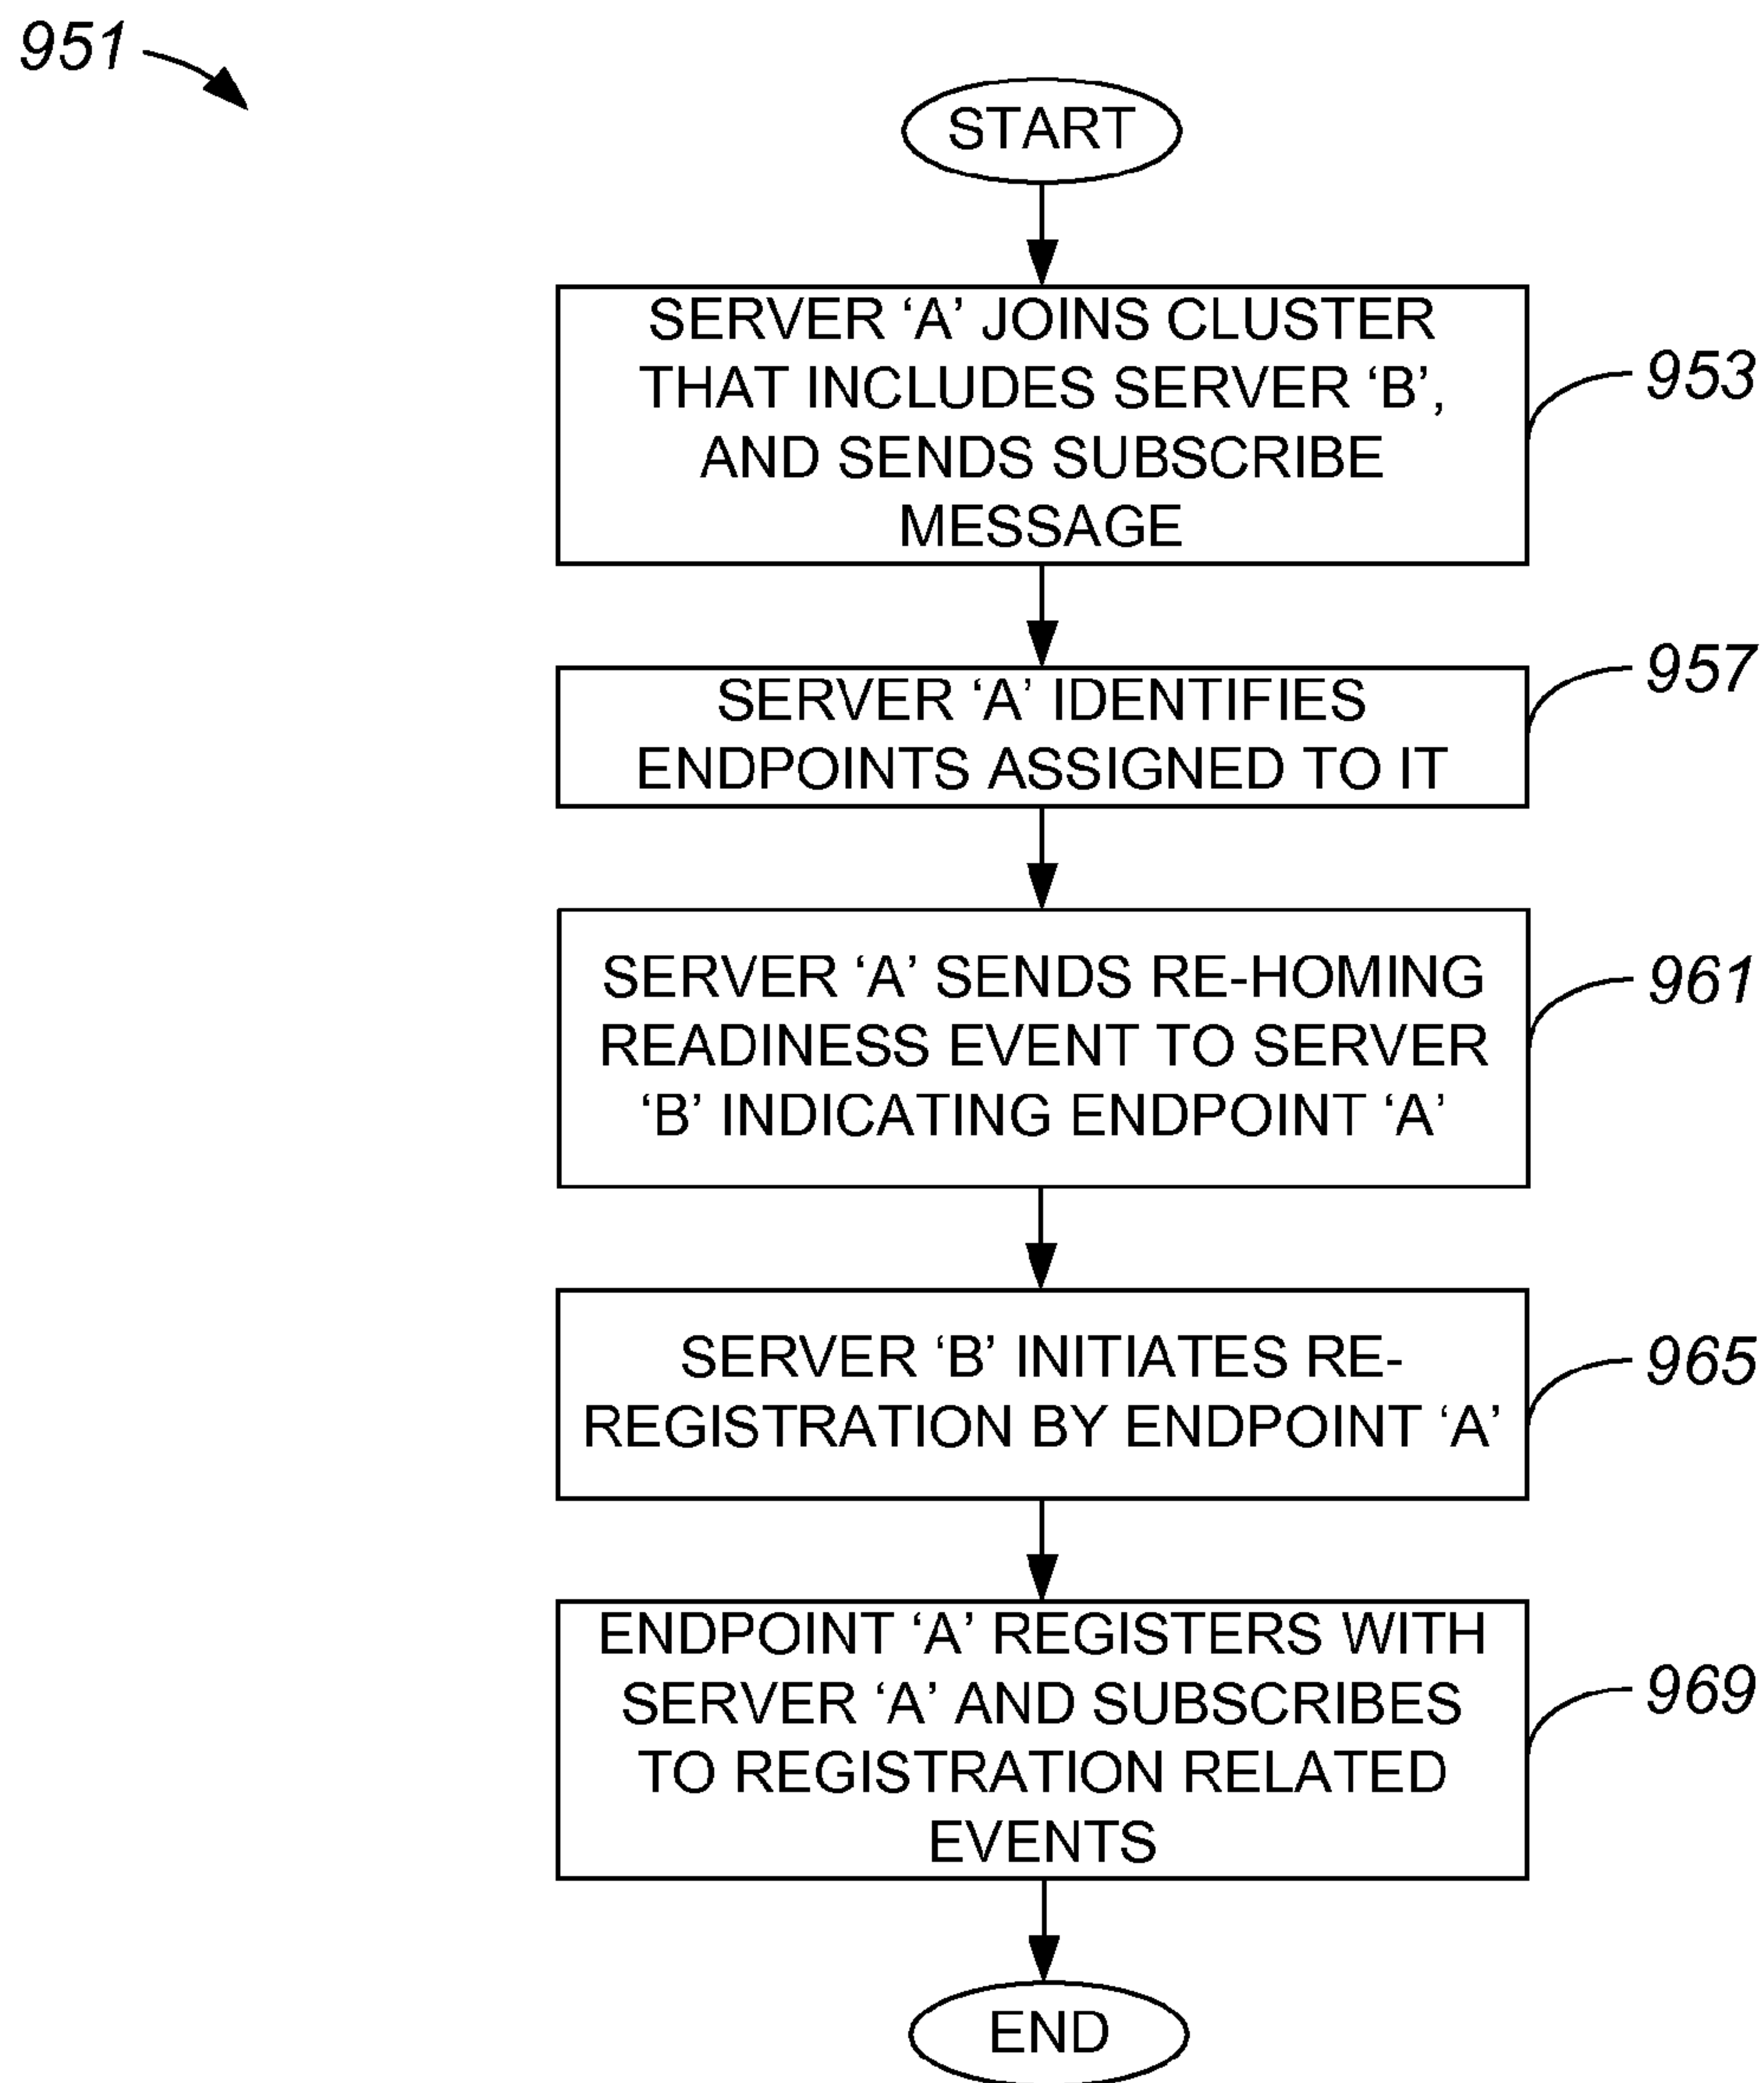 951
START
SERVER ‘A’ JOINS CLUSTER
THAT INCLUDES SERVER ‘B’,
AND SENDS SUBSCRIBE
MESSAGE
953
SERVER ‘A’ IDENTIFIES
ENDPOINTS ASSIGNED TO IT
957
SERVER ‘A’ SENDS RE-HOMING
READINESS EVENT TO SERVER
‘B’ INDICATING ENDPOINT ‘A’
961
SERVER ‘B’ INITIATES RE-
REGISTRATION BY ENDPOINT ‘A’
965
ENDPOINT ‘A’ REGISTERS WITH
SERVER ‘A’ AND SUBSCRIBES
TO REGISTRATION RELATED
EVENTS
969
END